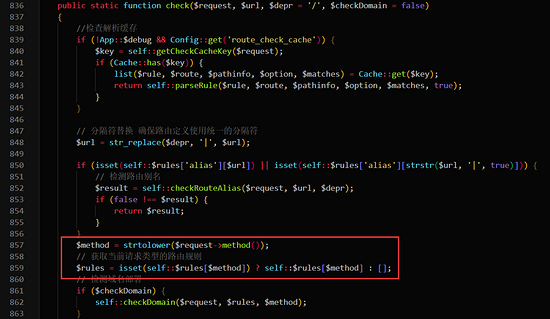 836 public static function check($request, $url, $depr = '/', $checkDomain = false)
837 {
838 //检查解析缓存
839 if (!App::$debug && Config::get('route_check_cache')) {
840 $key = self::getCheckCacheKey($request);
841 if (Cache::has($key)) {
842 list($rule, $route, $pathinfo, $option, $matches) = Cache::get($key);
843 return self::parseRule($rule, $route, $pathinfo, $option, $matches, true);
844 }
845 }
846
847 // 分隔符替换 确保路由定义使用统一的分隔符
848 $url = str_replace($depr, '|', $url);
849
850 if (isset(self::$rules['alias'][$url]) || isset(self::$rules['alias'][strstr($url, '|', true)])) {
851 // 检测路由别名
852 $result = self::checkRouteAlias($request, $url, $depr);
853 if (false !== $result) {
854 return $result;
855 }
856 }
857 $method = strtolower($request->method());
858 // 获取当前请求类型的路由规则
859 $rules = isset(self::$rules[$method]) ? self::$rules[$method] : [];
860 // 检测域名部署
861 if ($checkDomain) {
862 self::checkDomain($request, $rules, $method);
863 }